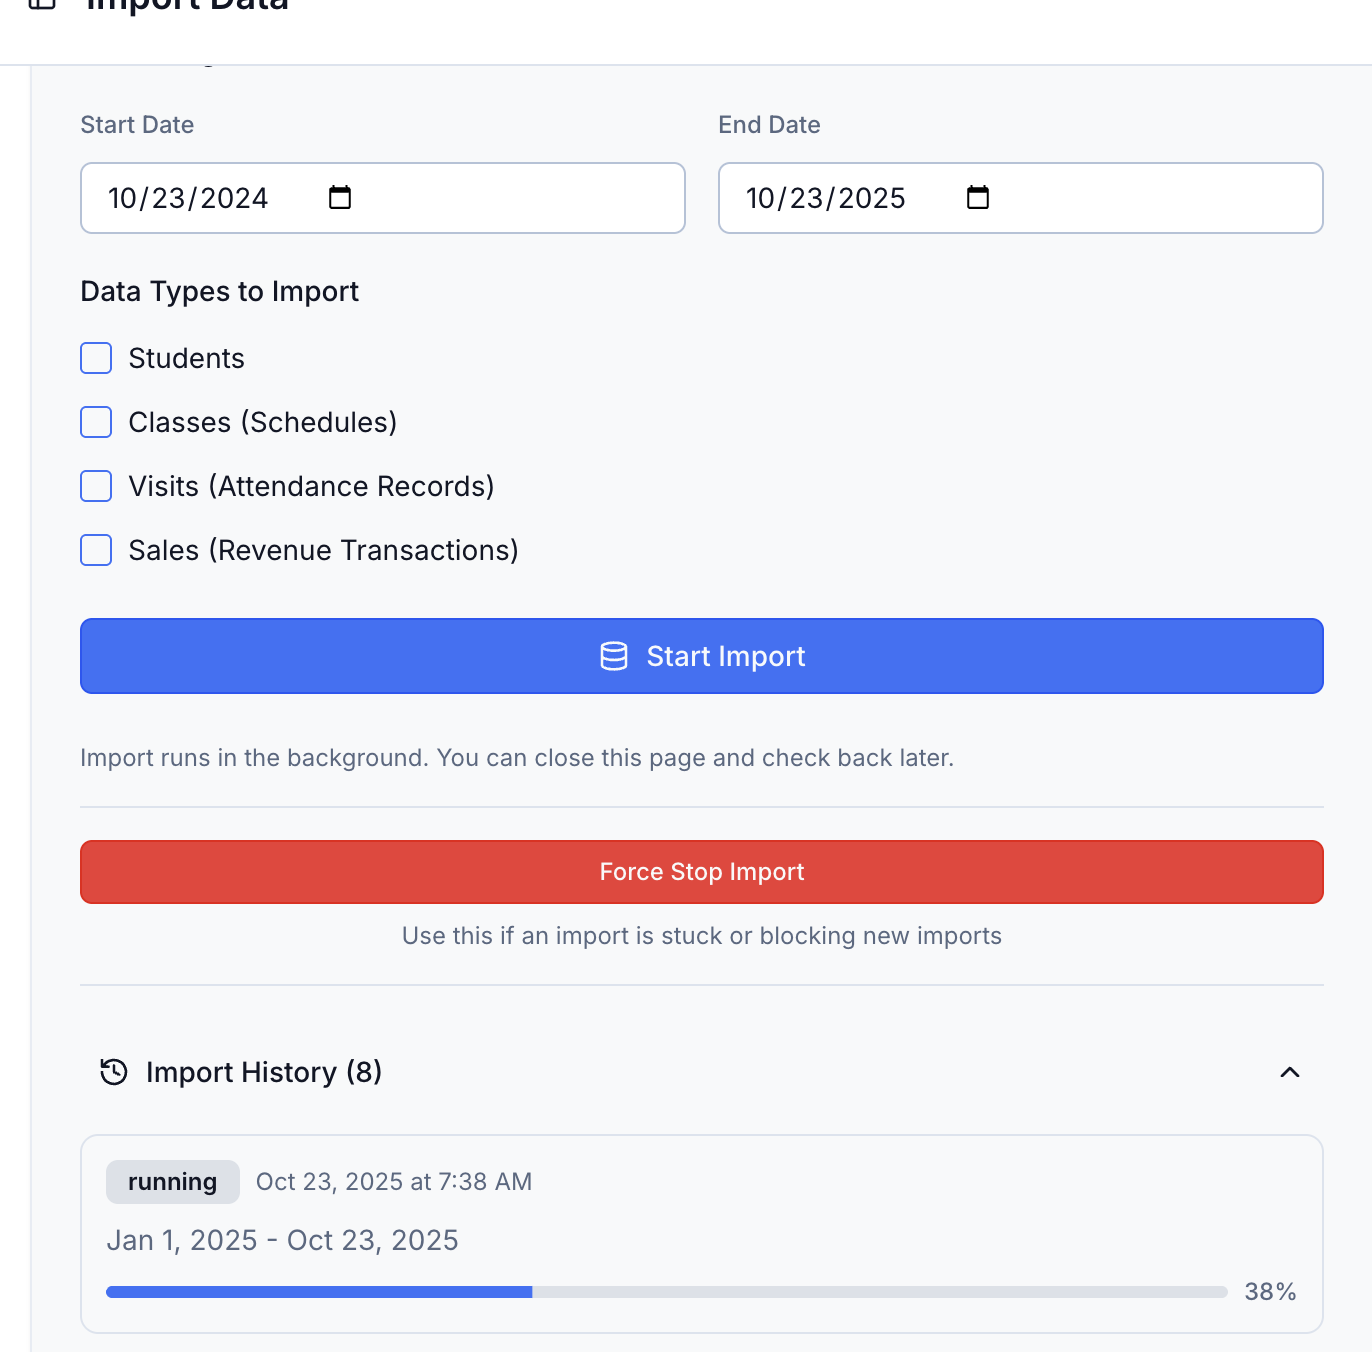 Import Data
Start Date
End Date
10/23/2024
10/23/2025
Data Types to Import
Students
Classes (Schedules)
Visits (Attendance Records)
Sales (Revenue Transactions)
Start Import
Import runs in the background. You can close this page and check back later.
Force Stop Import
Use this if an import is stuck or blocking new imports
Import History (8)
running Oct 23, 2025 at 7:38 AM
Jan 1, 2025 - Oct 23, 2025
38%